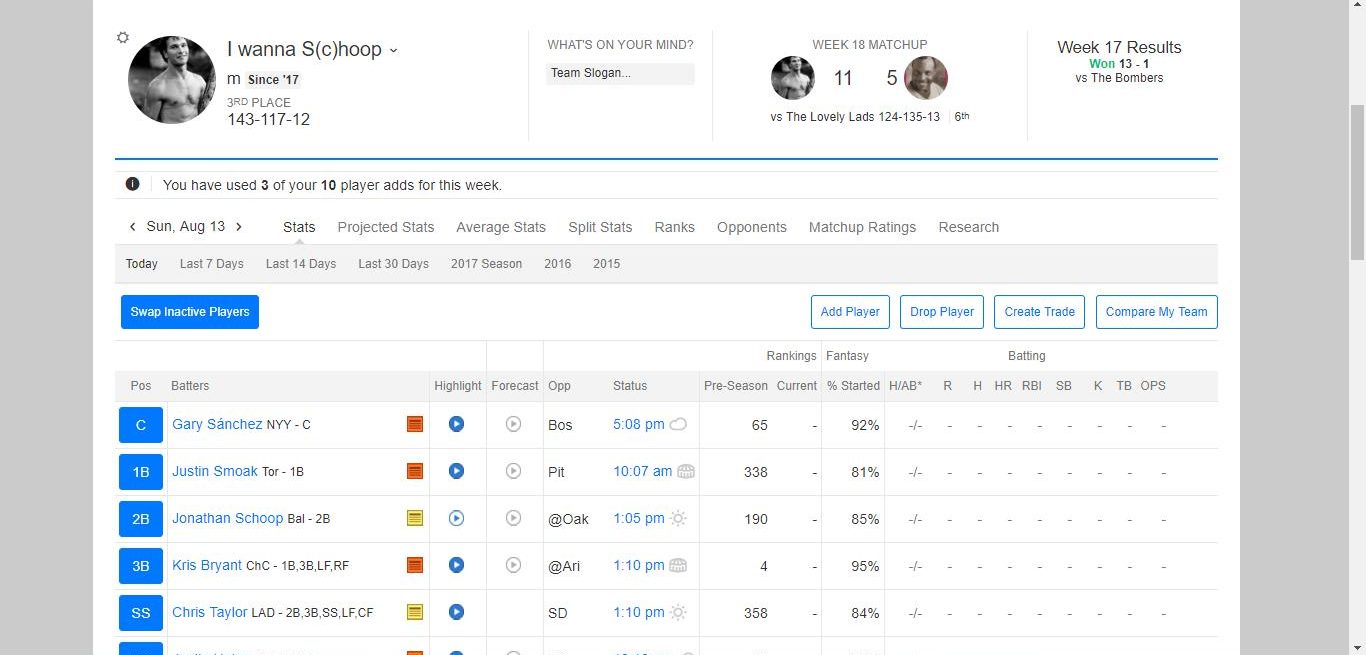 I wanna S(c)hoop
m Since '17
3RD PLACE
143-117-12
WHAT'S ON YOUR MIND?
Team Slogan...
WEEK 18 MATCHUP
11 5
vs The Lovely Lads 124-135-13 6th
Week 17 Results
Won 13 - 1
vs The Bombers
You have used 3 of your 10 player adds for this week.
Sun, Aug 13 Stats Projected Stats Average Stats Split Stats Ranks Opponents Matchup Ratings Research
Today Last 7 Days Last 14 Days Last 30 Days 2017 Season 2016 2015
Swap Inactive Players Add Player Drop Player Create Trade Compare My Team
Rankings Fantasy Batting
Pos Batters Highlight Forecast Opp Status Pre-Season Current % Started H/AB* R H HR RBI SB K TB OPS
C Gary Sánchez NYY - C Bos 5:08 pm 65 - 92% -/- - - - - - - - -
1B Justin Smoak Tor - 1B Pit 10:07 am 338 - 81% -/- - - - - - - - -
2B Jonathan Schoop Bal - 2B @Oak 1:05 pm 190 - 85% -/- - - - - - - - -
3B Kris Bryant ChC - 1B,3B,LF,RF @Ari 1:10 pm 4 - 95% -/- - - - - - - - -
SS Chris Taylor LAD - 2B,3B,SS,LF,CF SD 1:10 pm 358 - 84% -/- - - - - - - - -